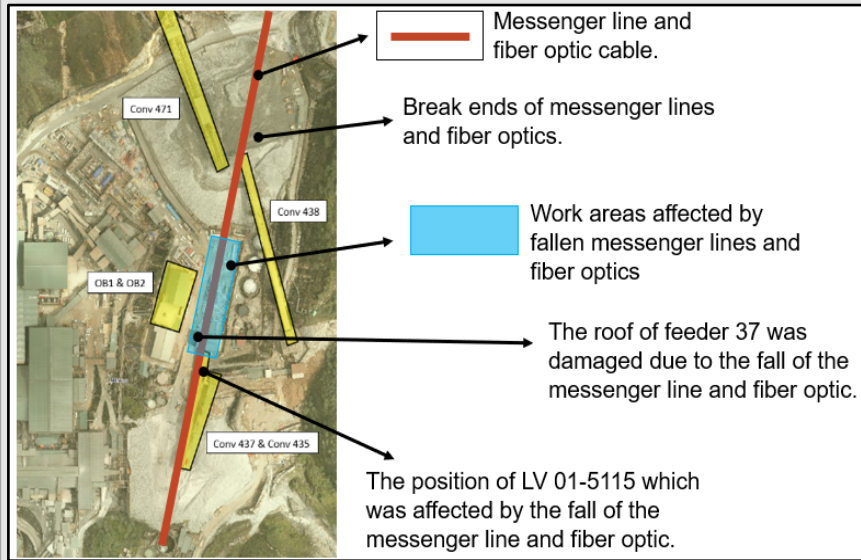 Messenger line and
fiber optic cable.
Conv 471
Break ends of messenger lines
and fiber optics.
Conv 438
Work areas affected by
fallen messenger lines and
fiber optics
OB1 & OB2
The roof of feeder 37 was
damaged due to the fall of the
messenger line and fiber optic.
Conv 437 & Conv 435
The position of LV 01-5115 which
was affected by the fall of the
messenger line and fiber optic.